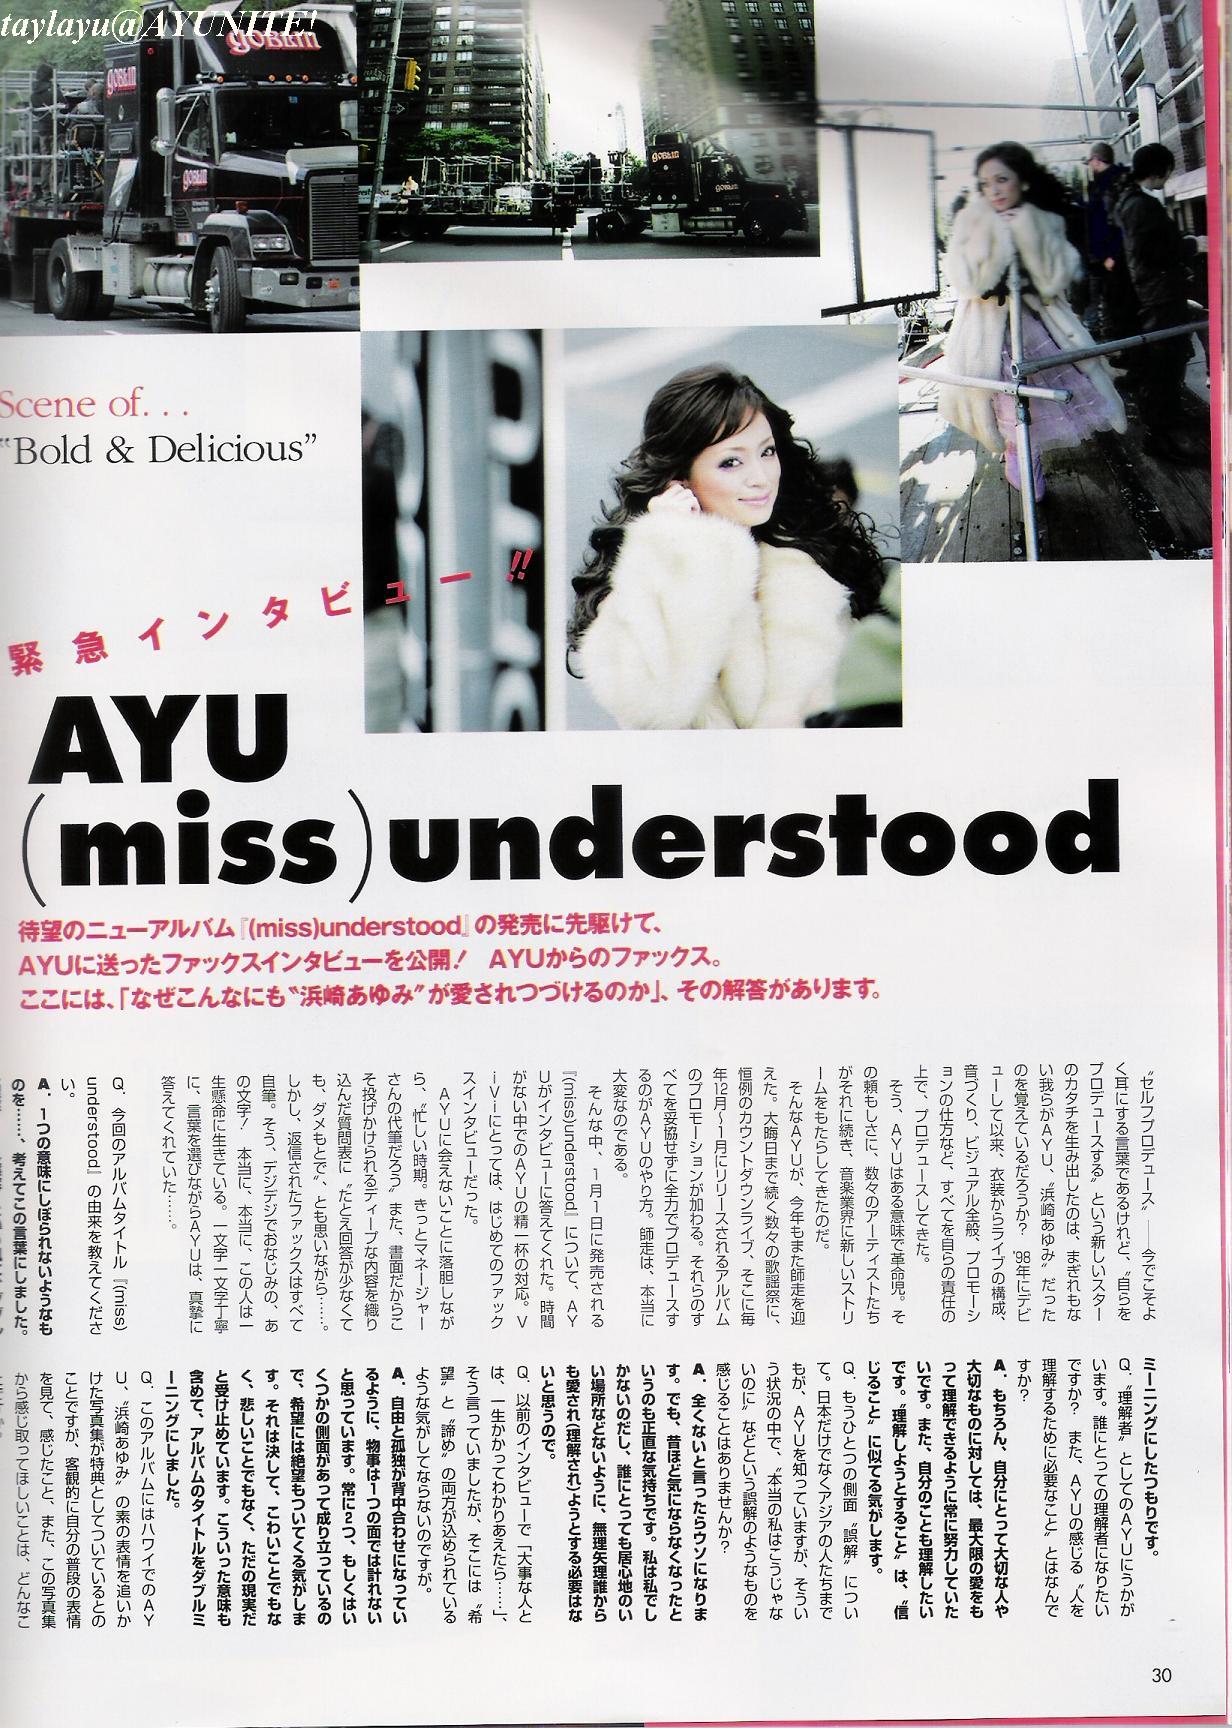 taylayu@AYUNITE!
GOBLIN
GOBLIN
GOBLIN
GOBLIN
GOBLIN
Scene of. . .
"Bold & Delicious"
緊急インタビュー!!
AYU
(miss)understood
待望のニューアルバム『(miss)understood』の発売に先駆けて、
AYUに送ったファックスインタビューを公開! AYUからのファックス。
ここには、「なぜこんなにも〝浜崎あゆみ〟が愛されつづけるのか」、その解答があります。
〝セルフプロデュース〟――今でこそよ
く耳にする言葉であるけれど、〝自らを
プロデュースする〟という新しいスター
のカタチを生み出したのは、まぎれもな
い我らがAYU、〝浜崎あゆみ〟だった
のを覚えているだろうか? '98年にデビ
ューして以来、衣装からライブの構成、
音づくり、ビジュアル全般、プロモーシ
ョンの仕方など、すべてを自らの責任の
上で、プロデュースしてきた。
そう、AYUはある意味で革命児。そ
の頼もしさに、数々のアーティストたち
がそれに続き、音楽業界に新しいストリ
ームをもたらしてきたのだ。
そんなAYUが、今年もまた師走を迎
えた。大晦日まで続く数々の歌謡祭に、
恒例のカウントダウンライブ、そこに毎
年12月〜1月にリリースされるアルバム
のプロモーションが加わる。それらのす
べてを妥協せずに全力でプロデュースす
るのがAYUのやり方。師走は、本当に
大変なのである。
そんな中、1月1日に発売される
『(miss)understood』について、AY
Uがインタビューに答えてくれた。時間
がない中でのAYUの精一杯の対応。V
iViにとっては、はじめてのファック
スインタビューだった。
AYUに会えないことに落胆しなが
ら、〝忙しい時期。きっとマネージャー
さんの代筆だろう〟また、書面だからこ
そ投げかけられるディープな内容を織り
込んだ質問表に〝たとえ回答が少なくて
も、ダメもとで〟、とも思いながら……。
しかし、返信されたファックスはすべて
自筆。そう、デジデジでおなじみの、あ
の文字! 本当に、本当に、この人は一
生懸命に生きている。一文字一文字丁寧
に、言葉を選びながらAYUは、真摯に
答えてくれていた……。
Q. 今回のアルバムタイトル『(miss)
understood』の由来を教えてくださ
い。
A. 1つの意味にしぼられないようなも
のを……、考えてこの言葉にしました。
ミーニングにしたつもりです。
Q. 〝理解者〟としてのAYUにうかが
います。誰にとっての理解者になりたい
ですか? また、AYUの感じる〝人を
理解するために必要なこと〟とはなんで
すか?
A. もちろん、自分にとって大切な人や
大切なものに対しては、最大限の愛をも
って理解できるように常に努力していた
いです。また、自分のことも理解したい
です。〝理解しようとすること〟は、〝信
じること〟に似てる気がします。
Q. もうひとつの側面〝誤解〟につい
て。日本だけでなくアジアの人たちまで
もが、AYUを知っていますが、そうい
う状況の中で、〝本当の私はこうじゃな
いのに〟などという誤解のようなものを
感じることはありませんか?
A. 全くないと言ったらウソになりま
す。でも、昔ほど気にならなくなったと
いうのも正直な気持ちです。私は私でし
かないのだし、誰にとっても居心地のい
い場所などないように、無理矢理誰から
も愛され(理解され)ようとする必要はな
いと思うので。
Q. 以前のインタビューで「大事な人と
は、一生かかってわかりあえたら……」、
そう言っていましたが、そこには〝希
望〟と〝諦め〟の両方が込められている
ような気がしてならないのですが。
A. 自由と孤独が背中合わせになってい
るように、物事は1つの面では計れない
と思っています。常に2つ、もしくはい
くつかの側面があって成り立っているの
で、希望には絶望もついてくる気がしま
す。それは決して、こわいことでもな
く、悲しいことでもなく、ただの現実だ
と受け止めています。こういった意味も
含めて、アルバムのタイトルをダブルミ
ーニングにしました。
Q. このアルバムにはハワイでのAY
U、〝浜崎あゆみ〟の素の表情を追いか
けた写真集が特典としてついているとの
ことですが、客観的に自分の普段の表情
を見て、感じたこと、また、この写真集
から感じ取ってほしいことは、どんなこ
30